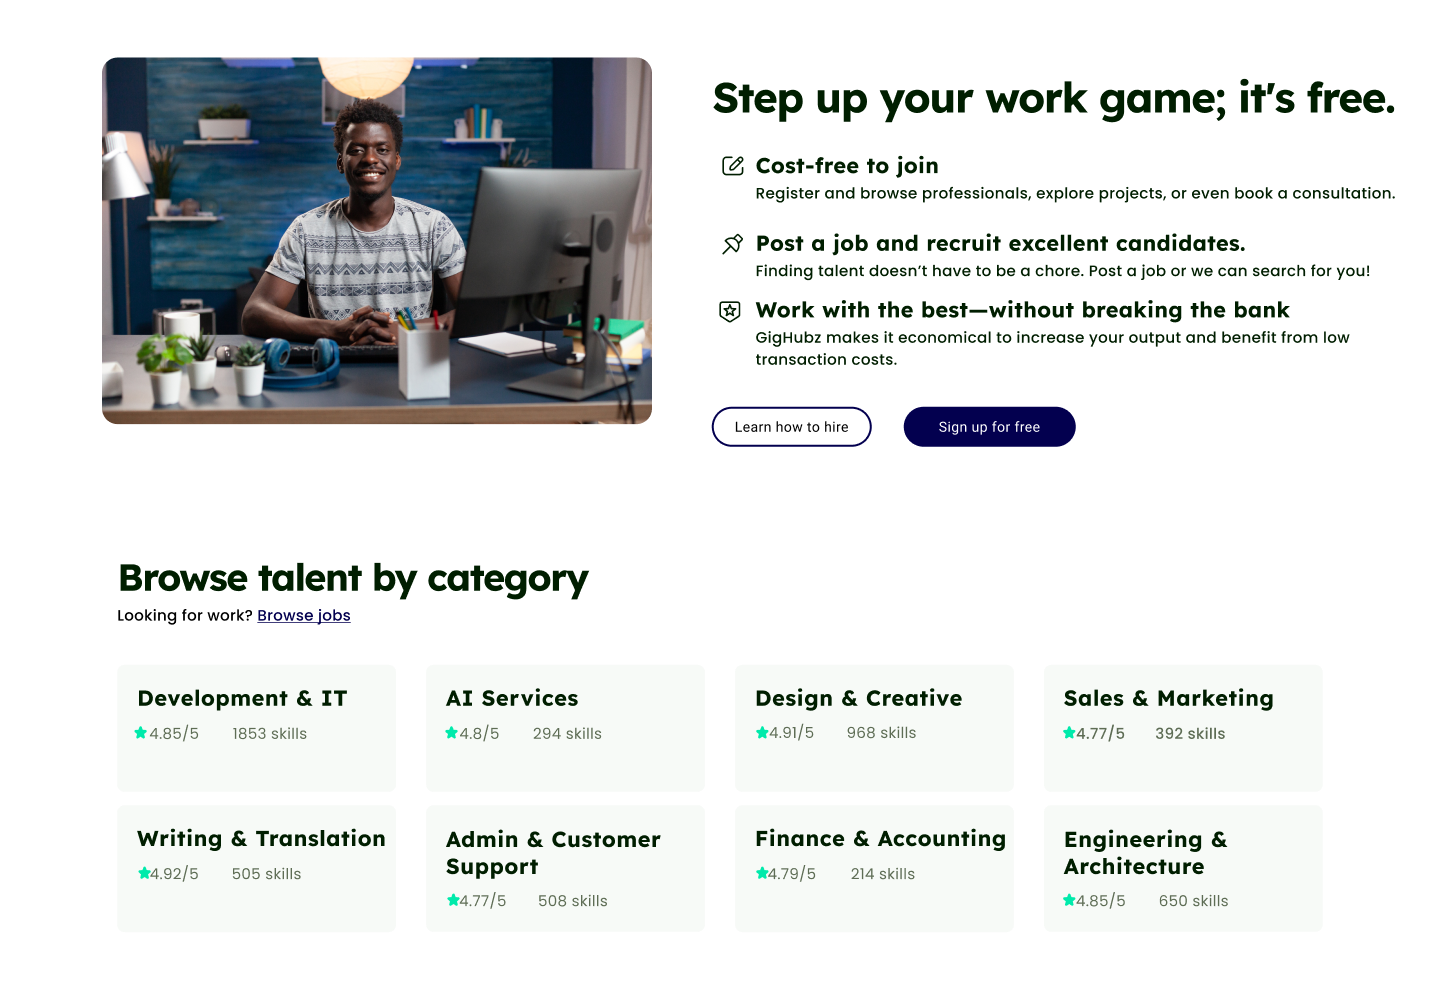 Step up your work game; it's free.
Cost-free to join
Register and browse professionals, explore projects, or even book a consultation.
Post a job and recruit excellent candidates.
Finding talent doesn’t have to be a chore. Post a job or we can search for you!
Work with the best—without breaking the bank
GigHubz makes it economical to increase your output and benefit from low
transaction costs.
Learn how to hire
Sign up for free
Browse talent by category
Looking for work? Browse jobs
Development & IT
4.85/5 1853 skills
AI Services
4.8/5 294 skills
Design & Creative
4.91/5 968 skills
Sales & Marketing
4.77/5 392 skills
Writing & Translation
4.92/5 505 skills
Admin & Customer
Support
4.77/5 508 skills
Finance & Accounting
4.79/5 214 skills
Engineering &
Architecture
4.85/5 650 skills